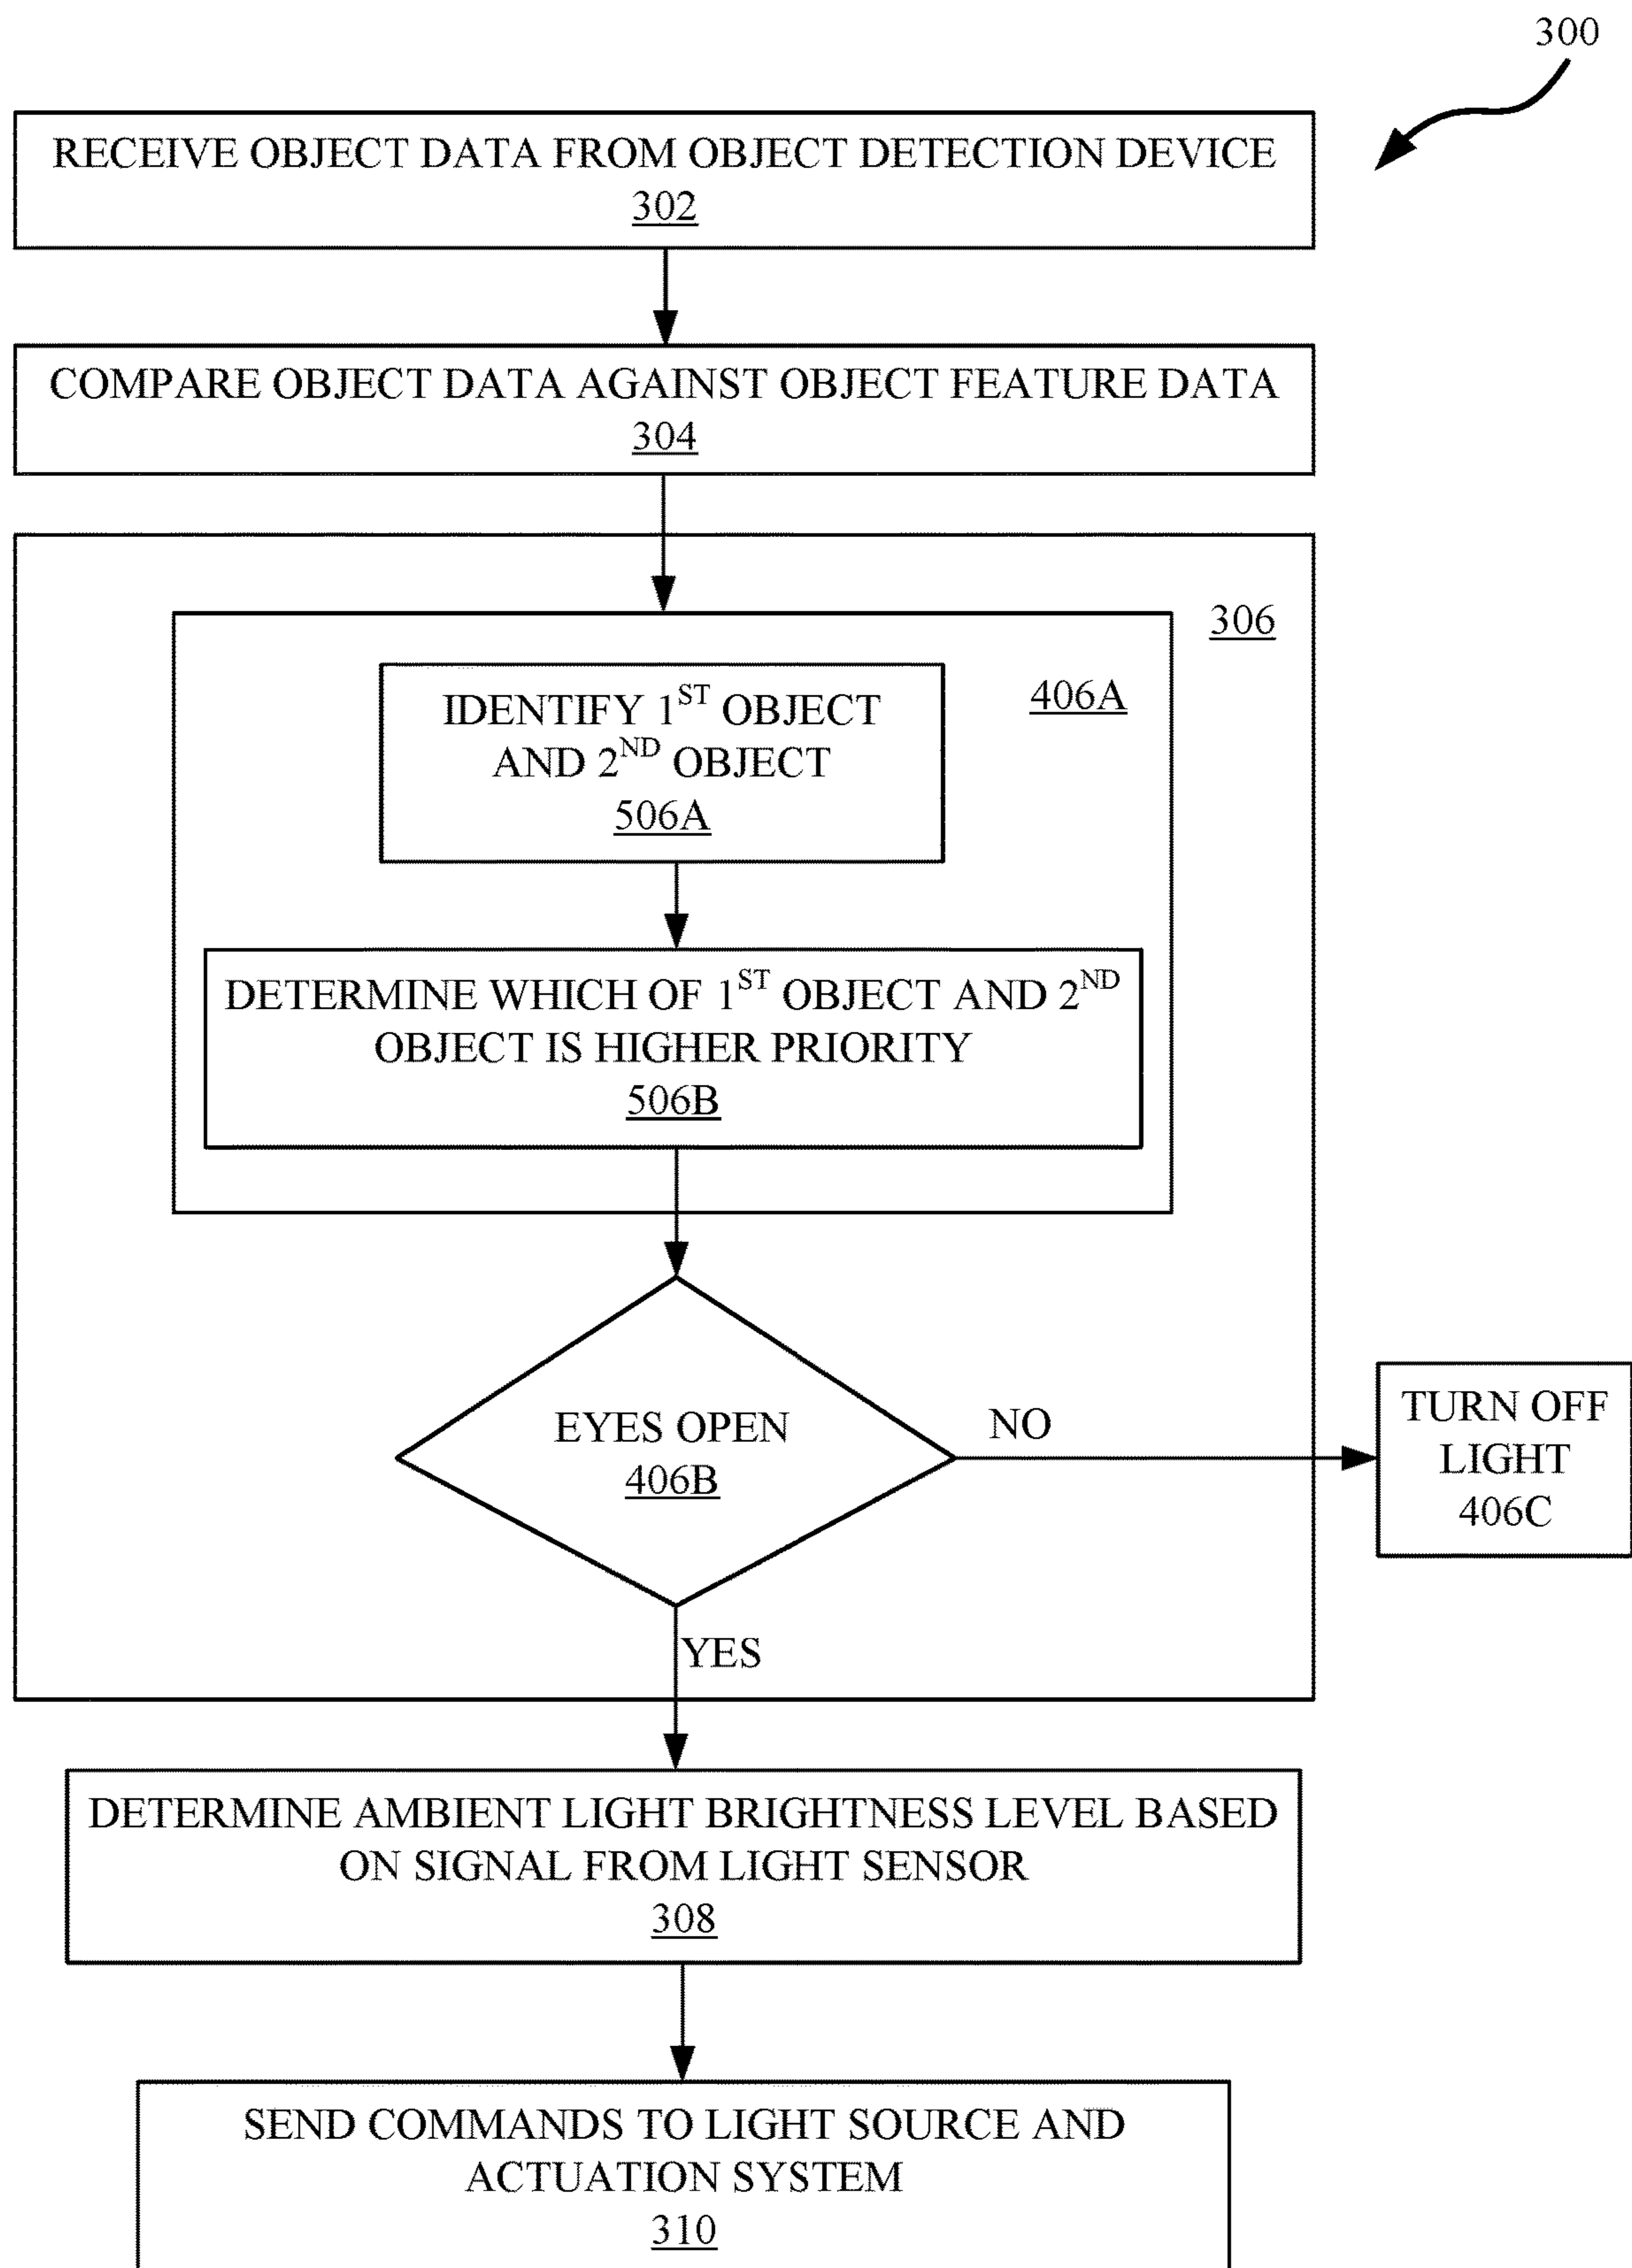 300
RECEIVE OBJECT DATA FROM OBJECT DETECTION DEVICE
302
COMPARE OBJECT DATA AGAINST OBJECT FEATURE DATA
304
306
406A
IDENTIFY 1ST OBJECT
AND 2ND OBJECT
506A
DETERMINE WHICH OF 1ST OBJECT AND 2ND
OBJECT IS HIGHER PRIORITY
506B
EYES OPEN
406B
NO
TURN OFF
LIGHT
406C
YES
DETERMINE AMBIENT LIGHT BRIGHTNESS LEVEL BASED
ON SIGNAL FROM LIGHT SENSOR
308
SEND COMMANDS TO LIGHT SOURCE AND
ACTUATION SYSTEM
310